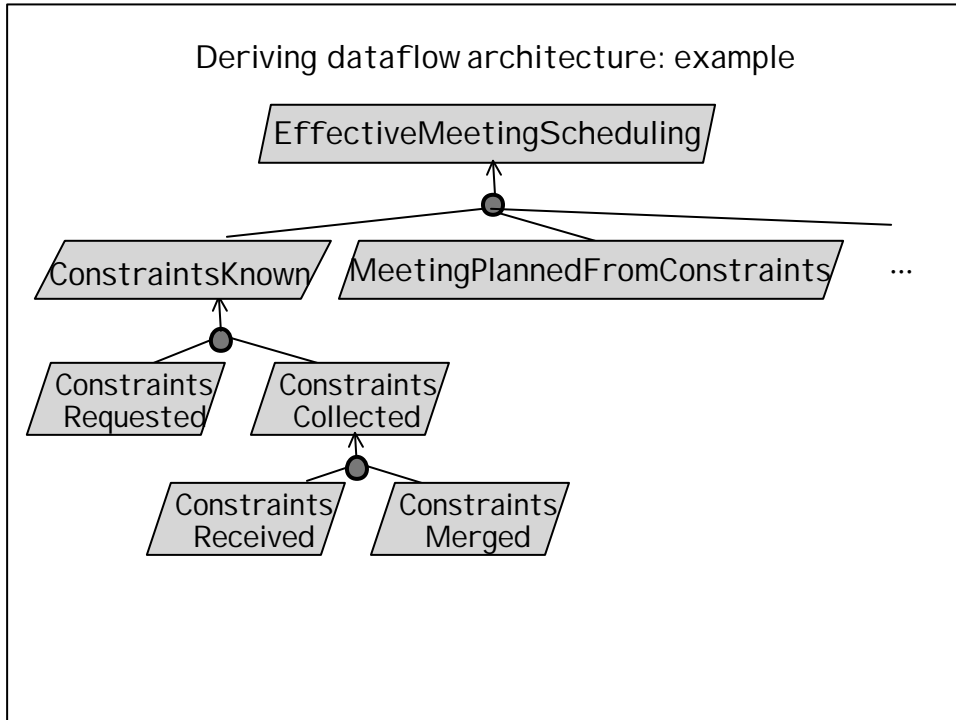 Deriving dataflow architecture: example
EffectiveMeetingScheduling
ConstraintsKnown
MeetingPlannedFromConstraints
...
Constraints
Requested
Constraints
Collected
Constraints
Received
Constraints
Merged